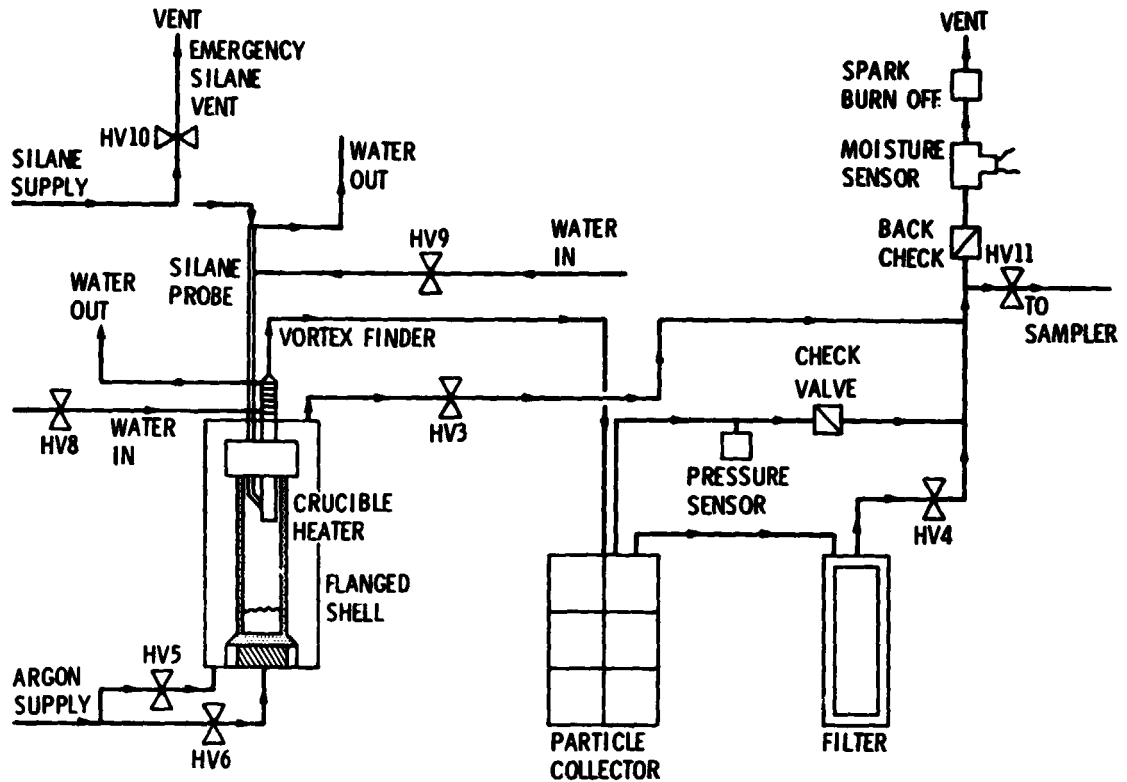 VENT
EMERGENCY
SILANE
VENT
HV10
SILANE
SUPPLY
WATER
OUT
HV9
WATER
IN
SILANE
PROBE
WATER
OUT
VORTEX FINDER
HV8
WATER
IN
HV3
CRUCIBLE
HEATER
FLANGED
SHELL
HV5
ARGON
SUPPLY
HV6
VENT
SPARK
BURN OFF
MOISTURE
SENSOR
BACK
CHECK
HV11
TO
SAMPLER
CHECK
VALVE
PRESSURE
SENSOR
HV4
PARTICLE
COLLECTOR
FILTER